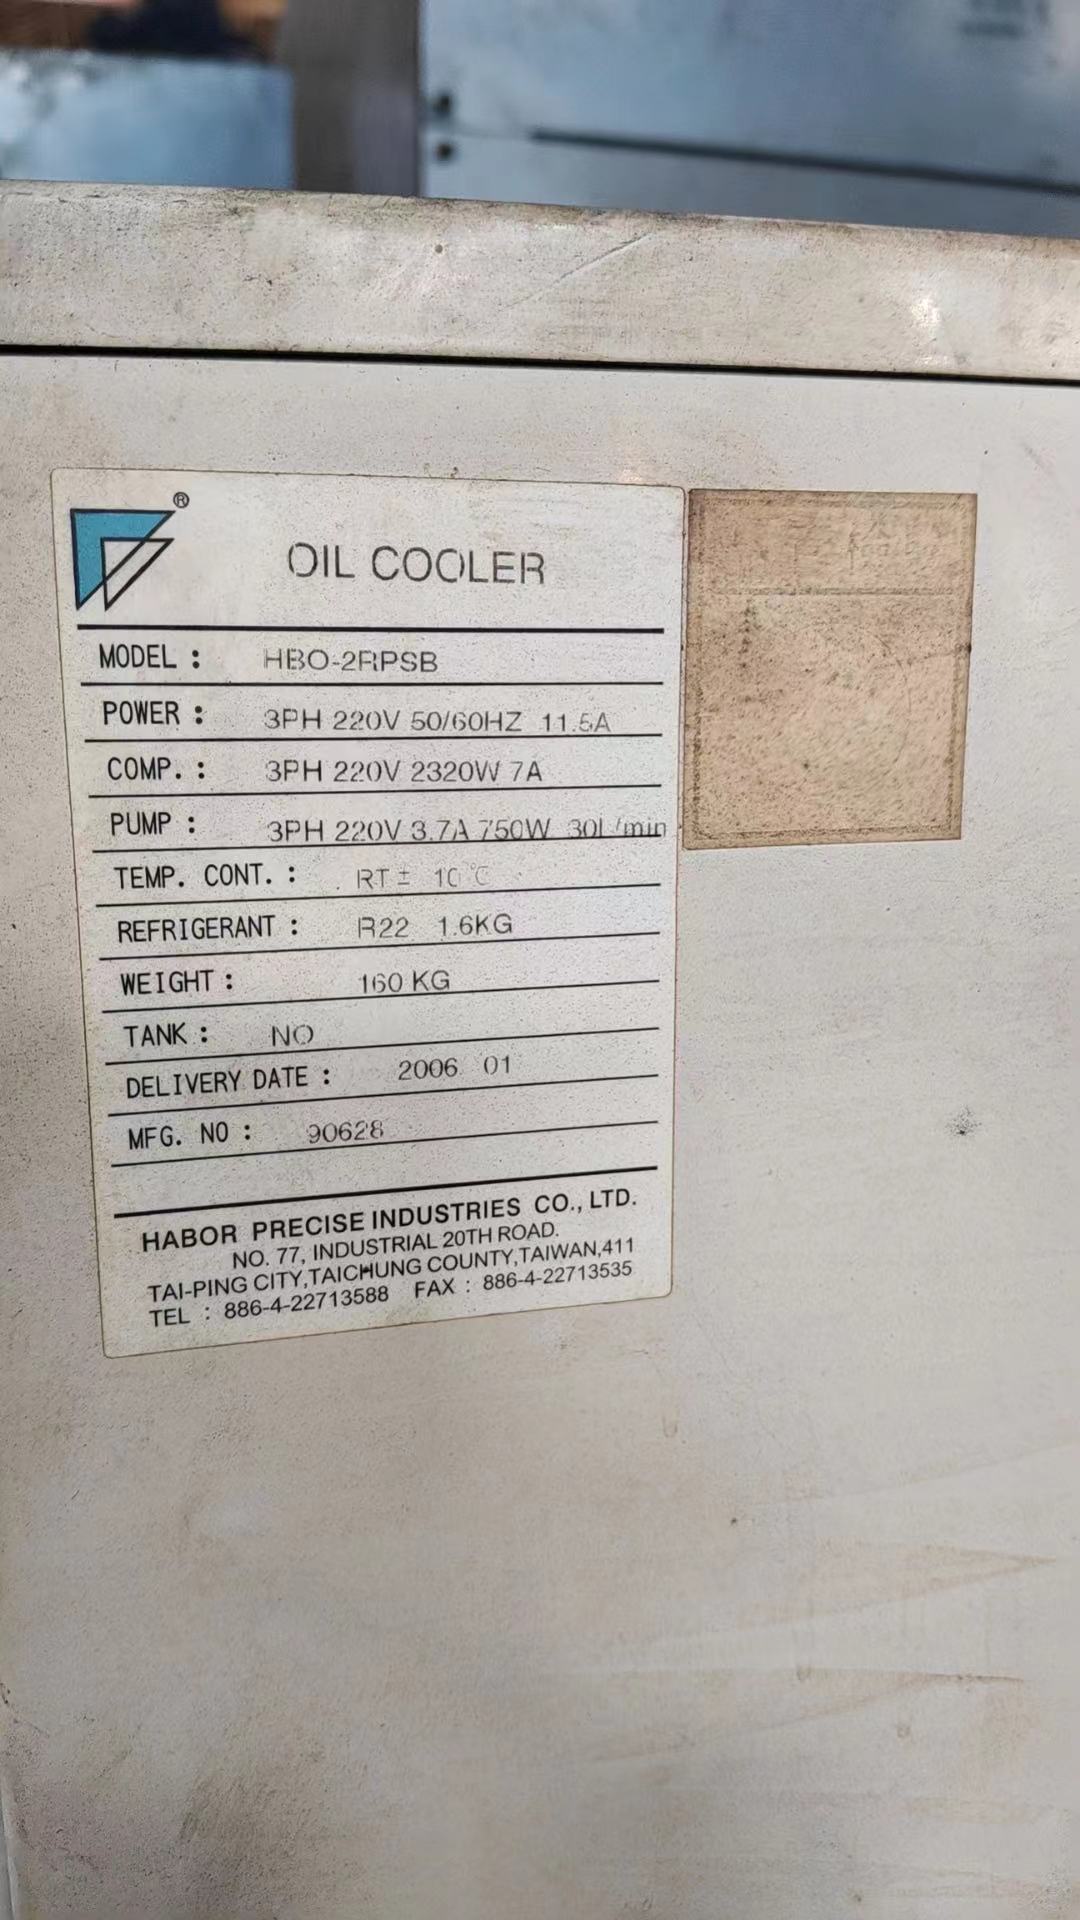 ®
OIL COOLER
MODEL : HBO-2RPSB
POWER : 3PH 220V 50/60HZ 11.5A
COMP. : 3PH 220V 2320W 7A
PUMP : 3PH 220V 3.7A 750W 30L/min
TEMP. CONT. : RT ± 10 ℃
REFRIGERANT : R22 1.6KG
WEIGHT : 160 KG
TANK : NO
DELIVERY DATE : 2006. 01
MFG. NO : 90628
HABOR PRECISE INDUSTRIES CO., LTD.
NO. 77, INDUSTRIAL 20TH ROAD.
TAI-PING CITY,TAICHUNG COUNTY,TAIWAN,411
TEL : 886-4-22713588 FAX : 886-4-22713535